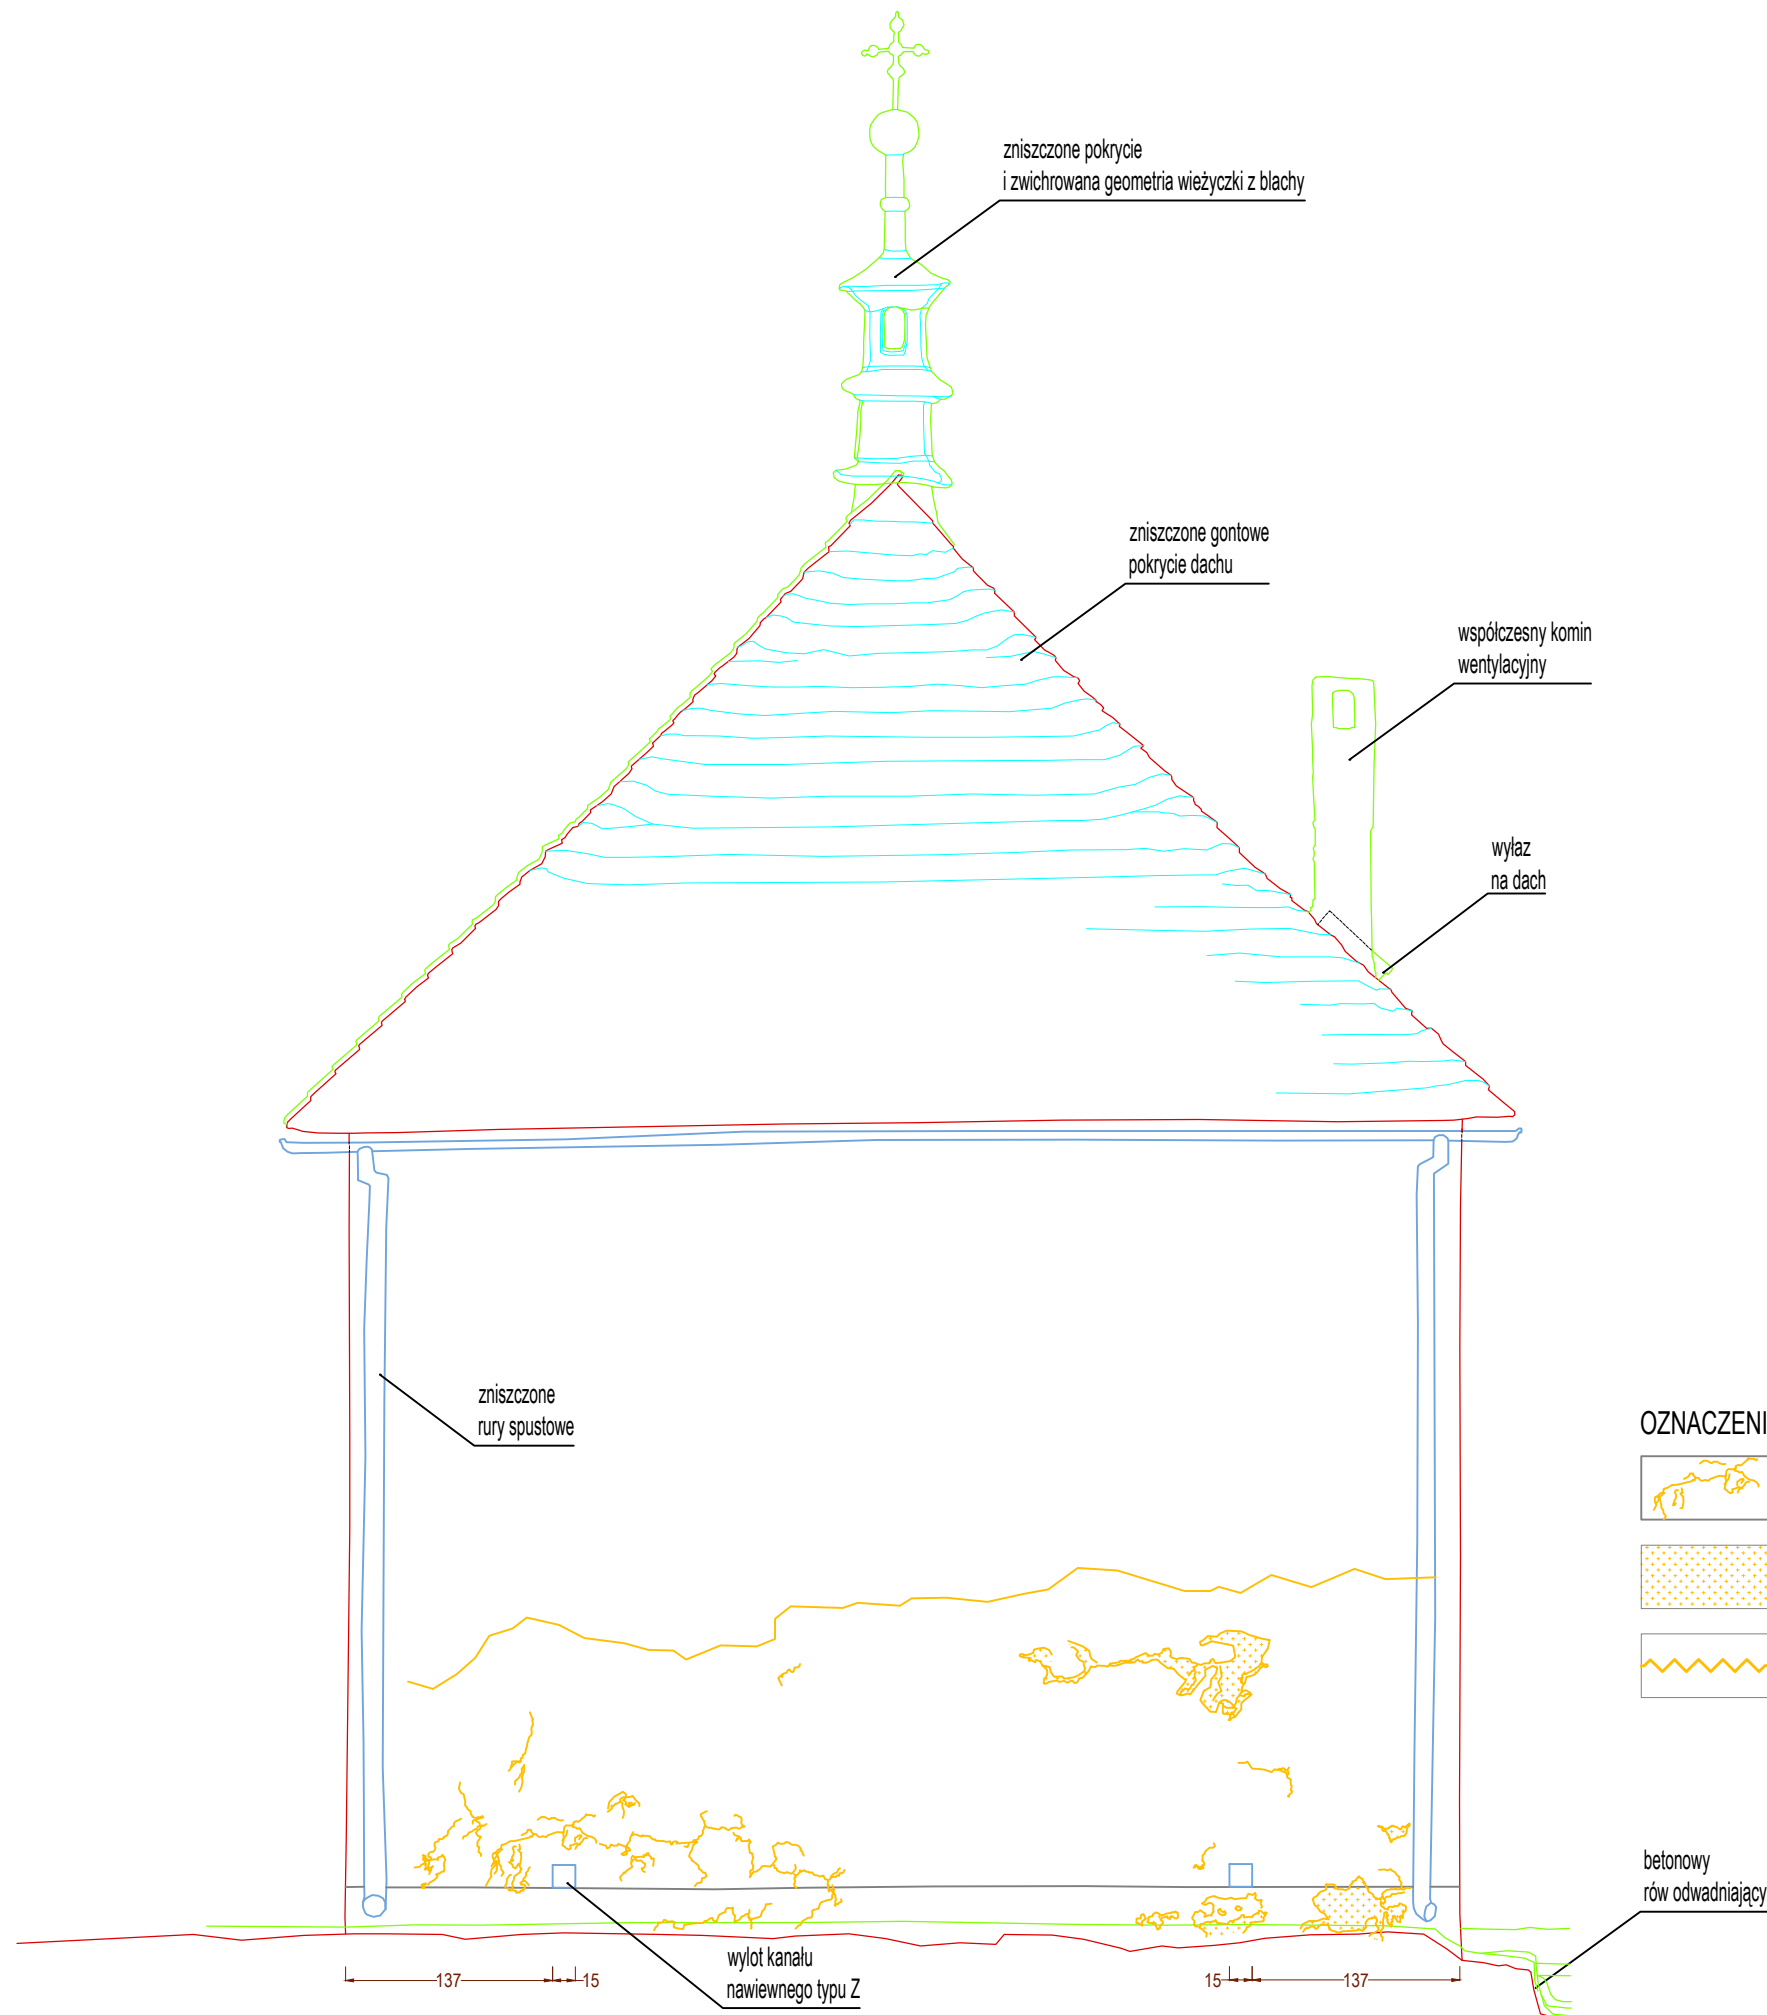 zniszczone pokrycie
i zwichrowana geometria wieżyczki z blachy
zniszczone gontowe
pokrycie dachu
współczesny komin
wentylacyjny
wyłaz
na dach
zniszczone
rury spustowe
OZNACZENI
betonowy
rów odwadniający
wylot kanału
nawiewnego typu Z
137
15
15
137